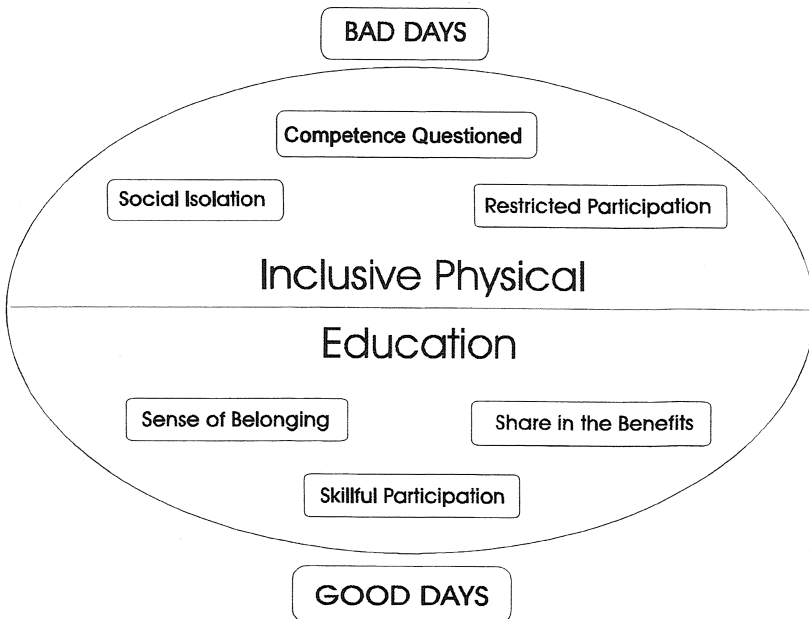 BAD DAYS
Competence Questioned
Social Isolation
Restricted Participation
Inclusive Physical
Education
Sense of Belonging
Share in the Benefits
Skillful Participation
GOOD DAYS